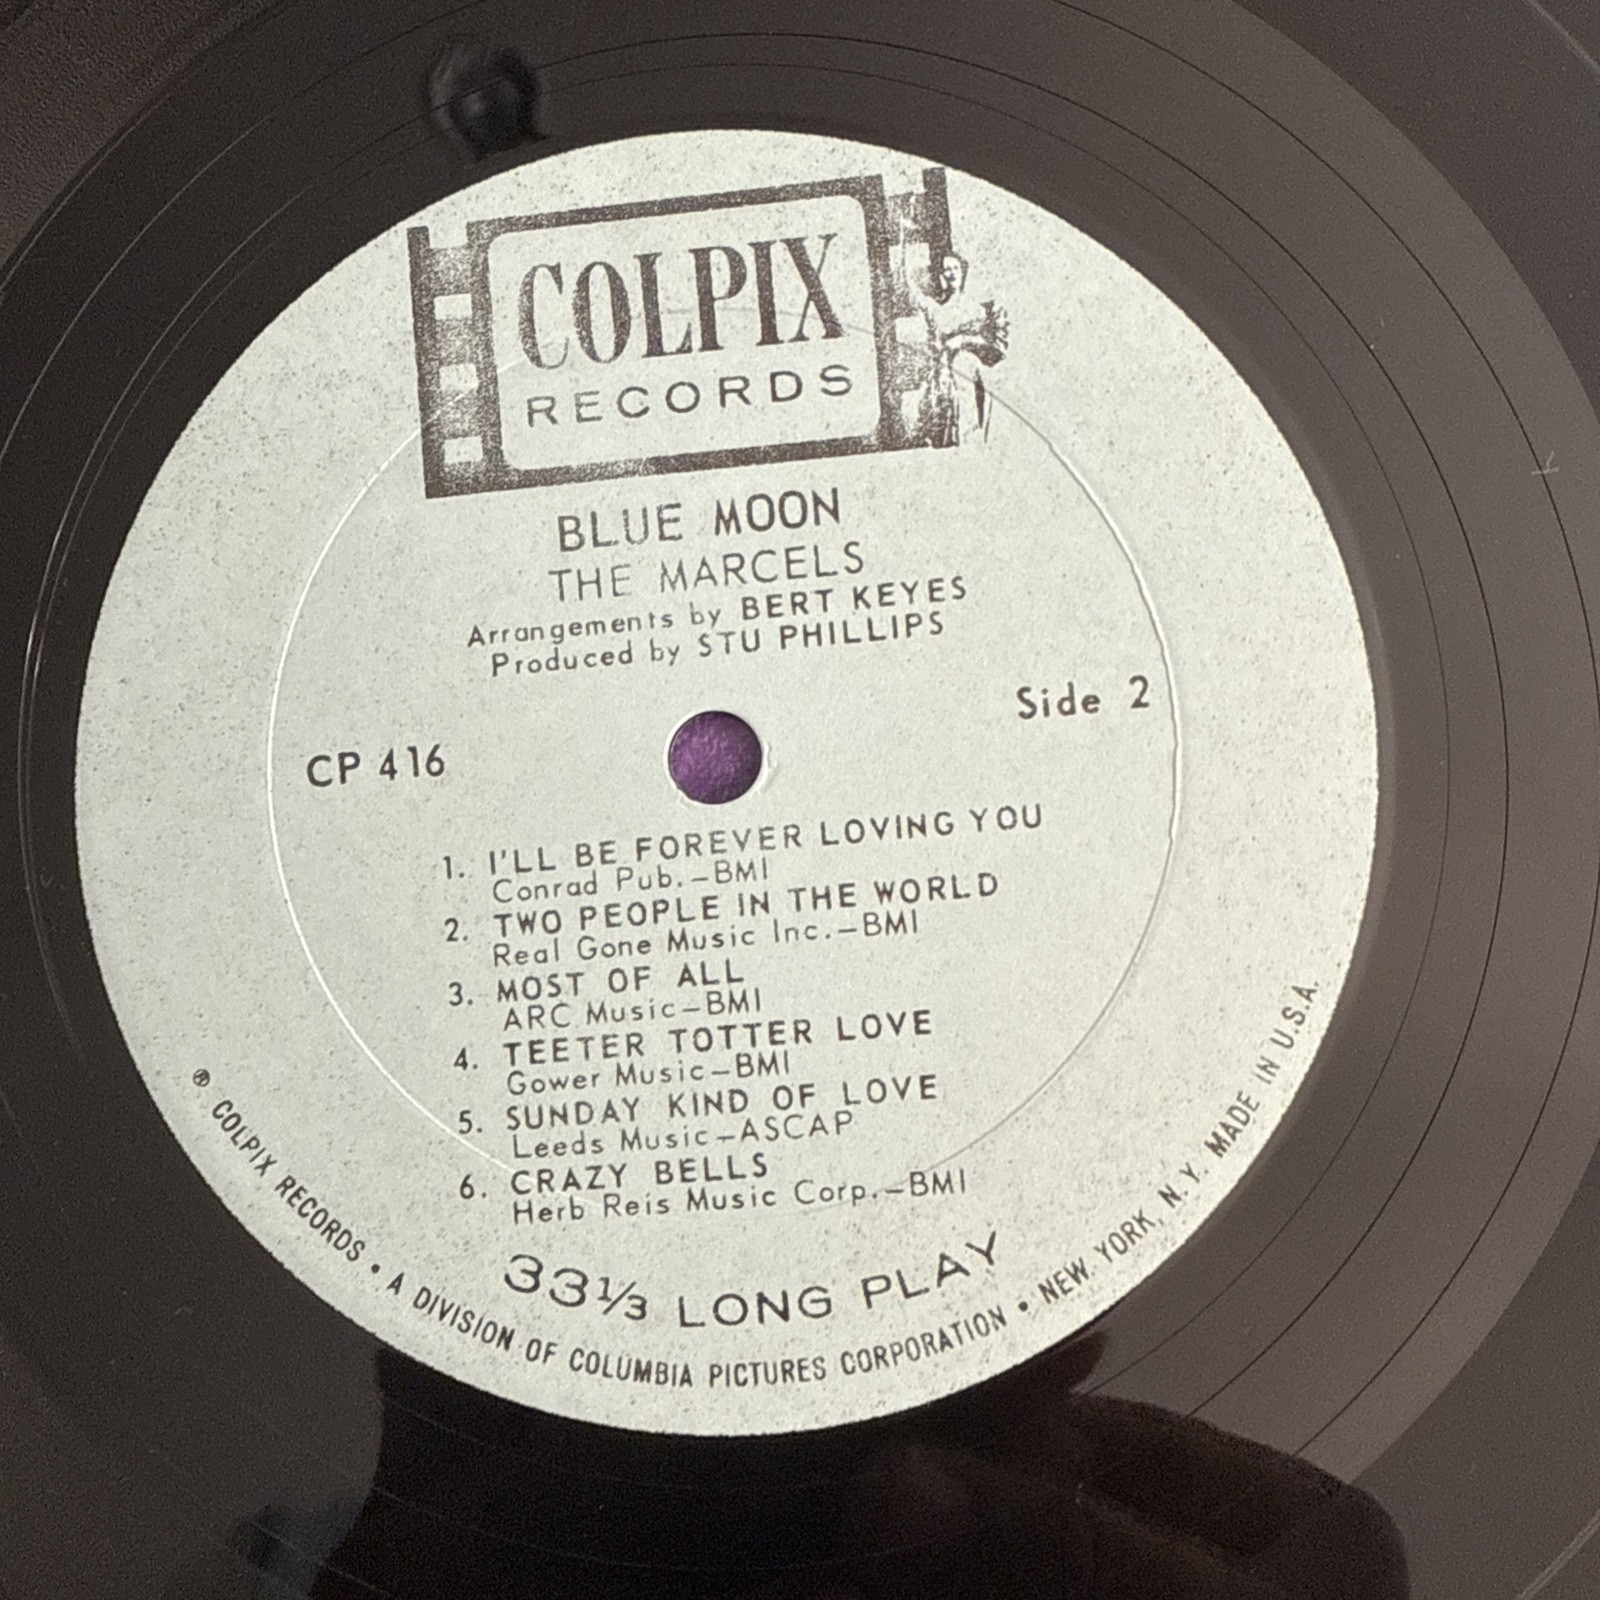 COLPIX
RECORDS
BLUE MOON
THE MARCELS
Arrangements by BERT KEYES
Produced by STU PHILLIPS
Side 2
CP 416
1. I'LL BE FOREVER LOVING YOU
Conrad Pub.–BMI
2. TWO PEOPLE IN THE WORLD
Real Gone Music Inc.–BMI
3. MOST OF ALL
ARC Music–BMI
4. TEETER TOTTER LOVE
Gower Music–BMI
5. SUNDAY KIND OF LOVE
Leeds Music–ASCAP
6. CRAZY BELLS
Herb Reis Music Corp.–BMI
33⅓ LONG PLAY
® COLPIX RECORDS • A DIVISION OF COLUMBIA PICTURES CORPORATION • NEW YORK, N. Y. MADE IN U.S.A.